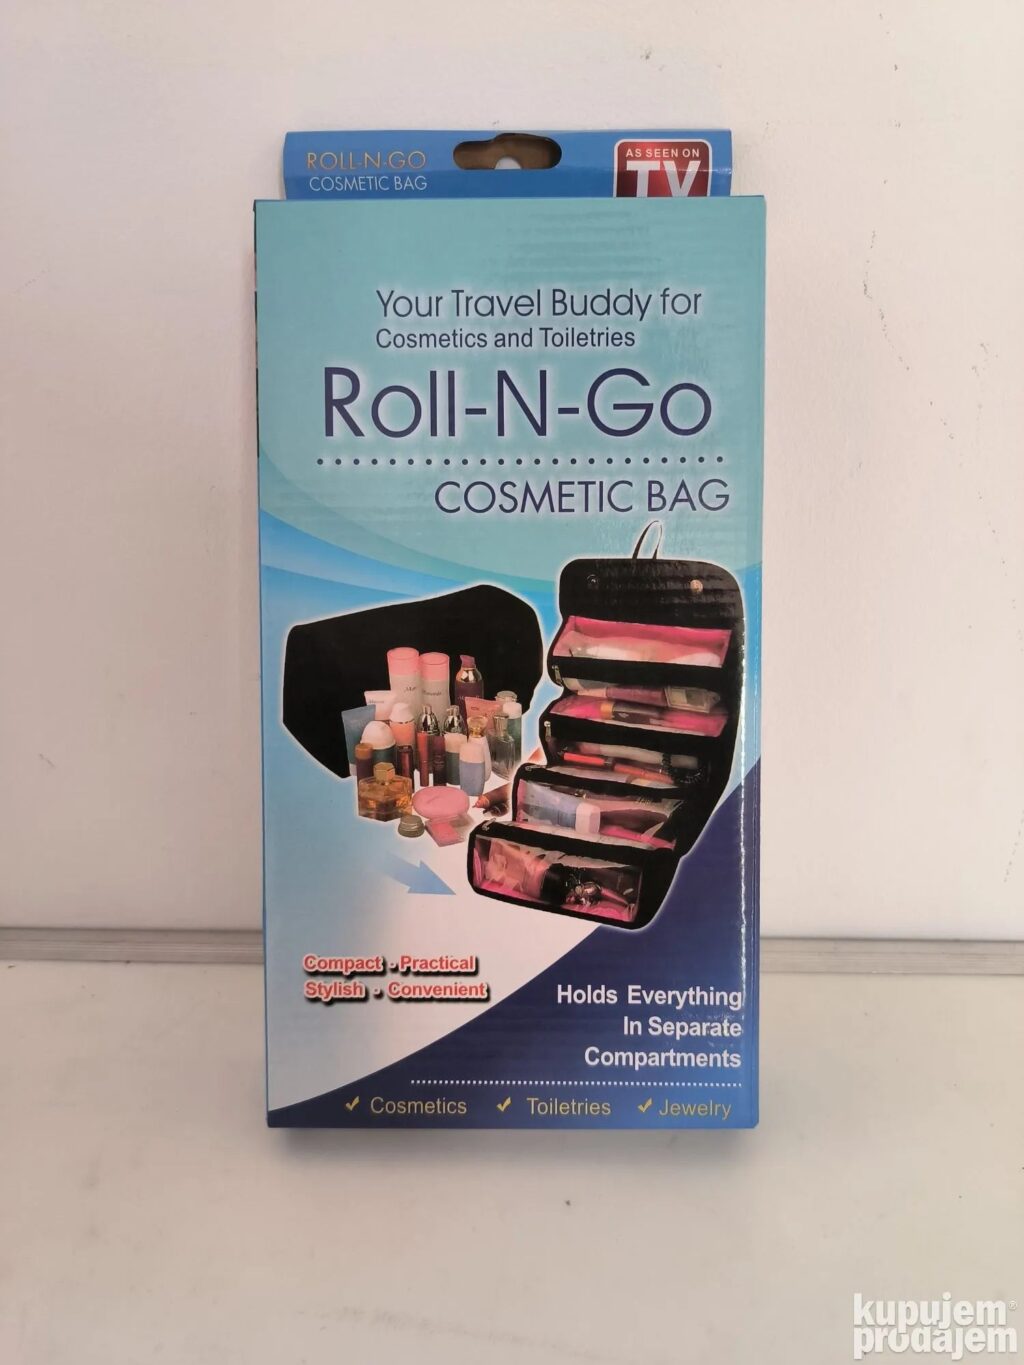 ROLL-N-GO
COSMETIC BAG
AS SEEN ON
TV
Your Travel Buddy for
Cosmetics and Toiletries
Roll-N-Go
COSMETIC BAG
Compact - Practical
Stylish - Convenient
Holds Everything
In Separate
Compartments
✓ Cosmetics ✓ Toiletries ✓ Jewelry
kupujem®
prodajem